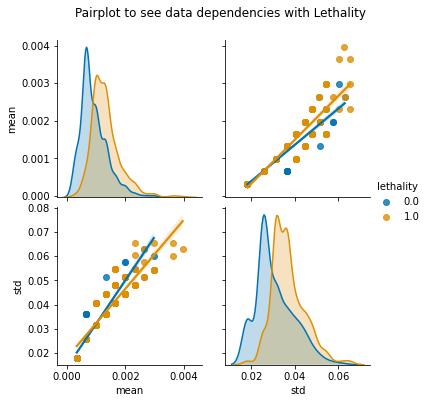 Pairplot to see data dependencies with Lethality
0.004
0.003
0.002
0.001
0.000
mean
lethality
0.0
1.0
0.08
0.07
0.06
0.05
0.04
0.03
0.02
std
0.000 0.002 0.004
mean
0.02 0.04 0.06
std